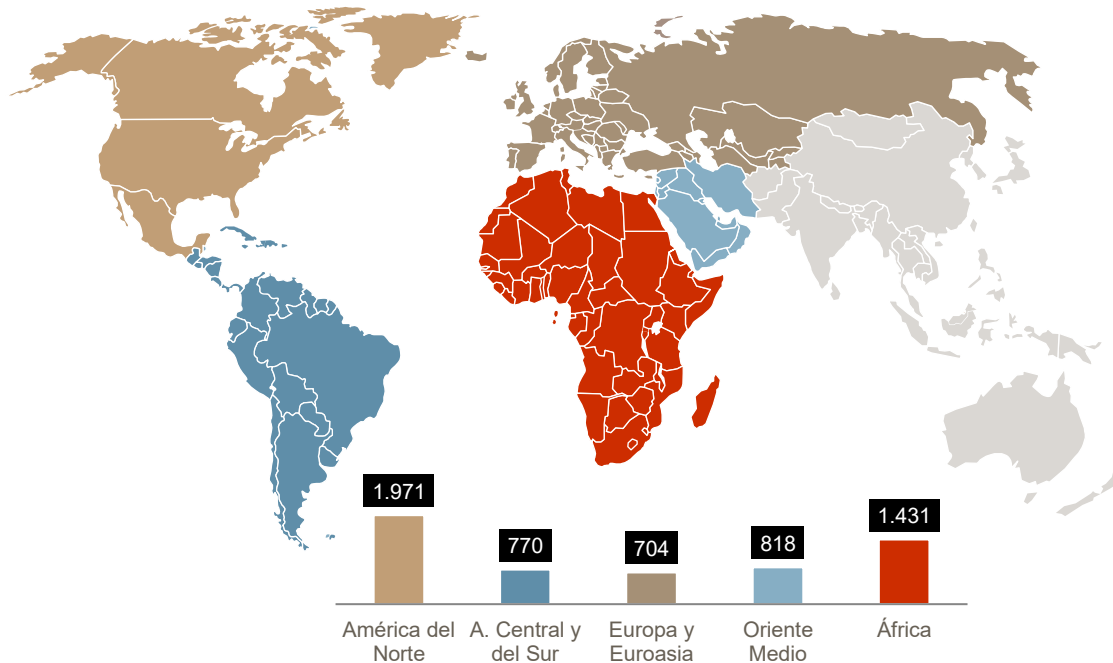 1.971
770
704
818
1.431
América del
Norte
A. Central y
del Sur
Europa y
Euroasia
Oriente
Medio
África